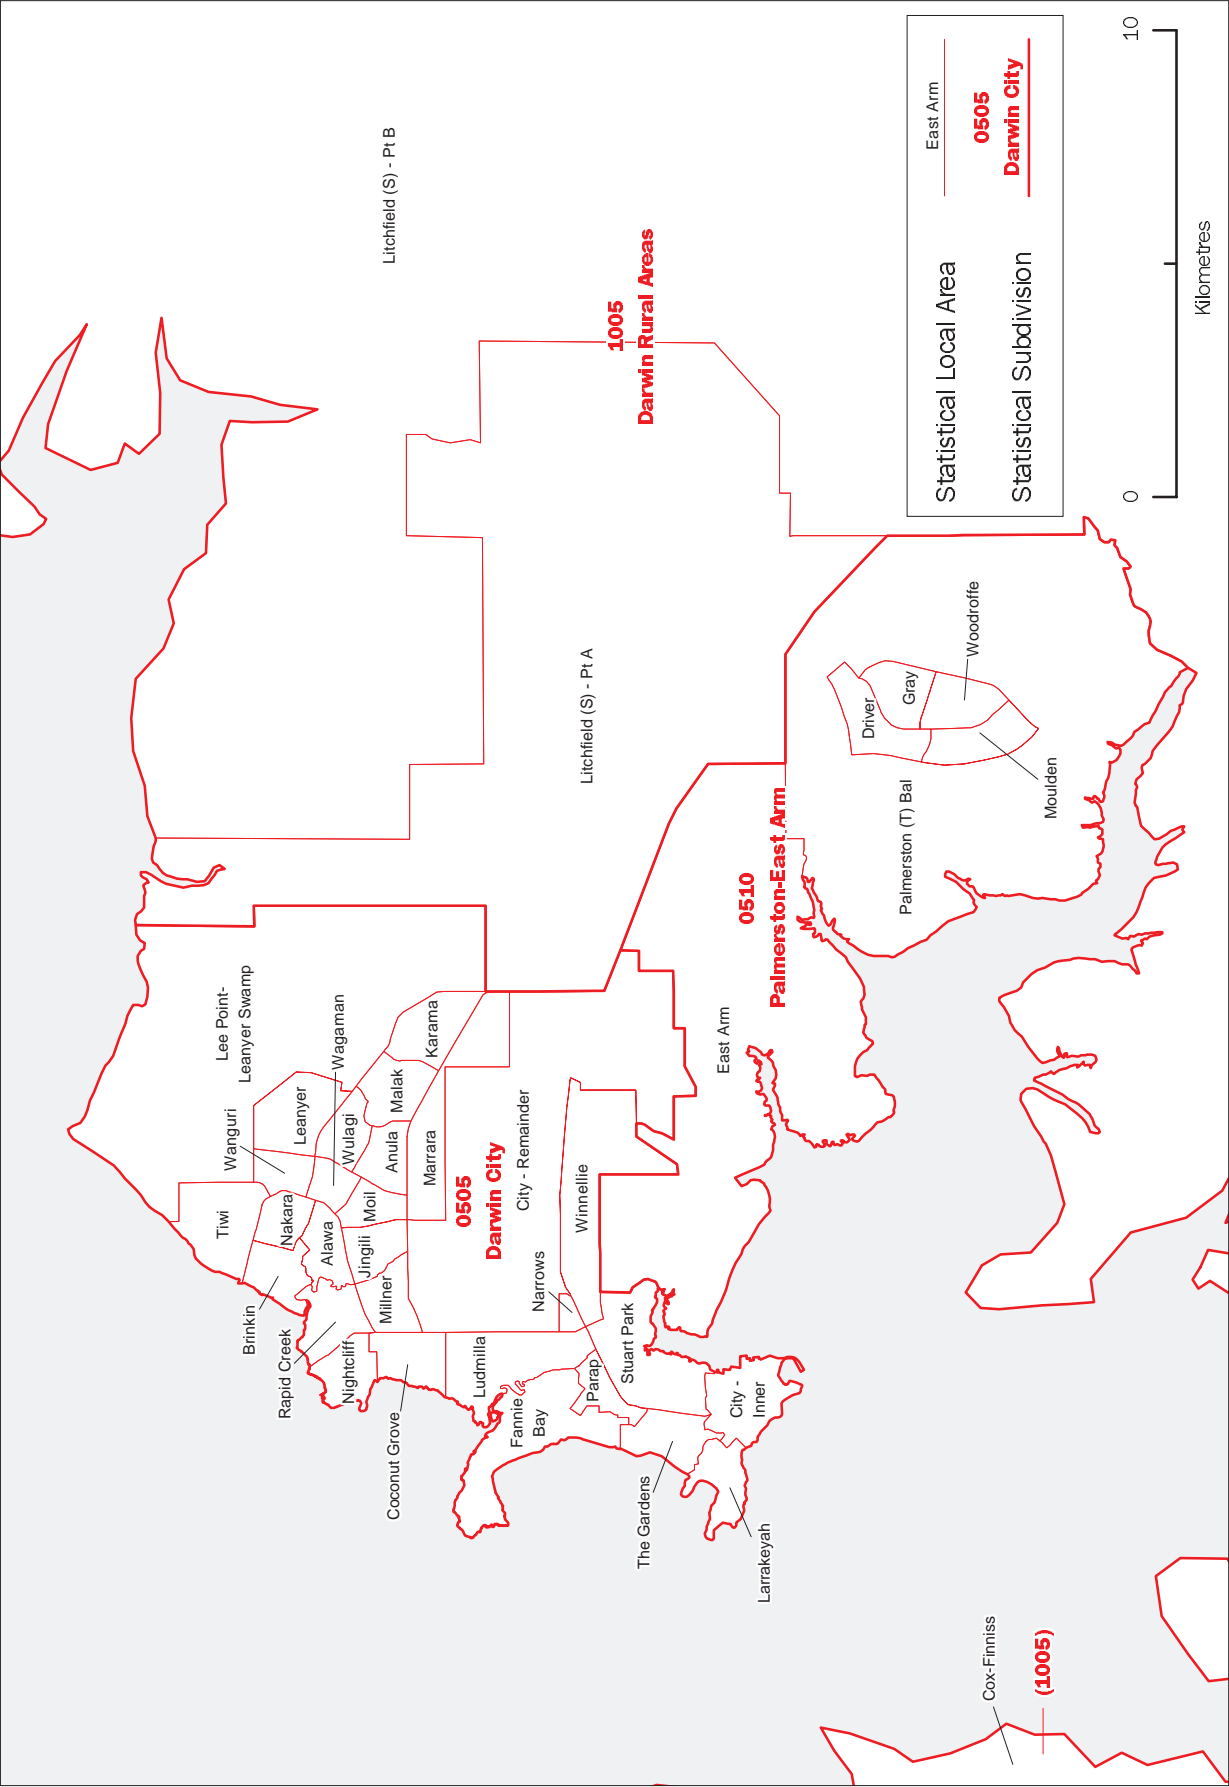 Litchfield (S) - Pt B
1005
Darwin Rural Areas
Litchfield (S) - Pt A
Lee Point-
Leanyer Swamp
Wanguri
Leanyer
Wagaman
Karama
Malak
Wulagi
Anula
Marrara
Tiwi
Nakara
Alawa
Moil
Jingili
Millner
Brinkin
Rapid Creek
Nightcliff
Coconut Grove
0505
Darwin City
City - Remainder
Winnellie
Narrows
Ludmilla
Fannie
Bay
Parap
Stuart Park
The Gardens
City -
Inner
Larrakeyah
East Arm
0510
Palmerston-East Arm
Palmerston (T) Bal
Driver
Gray
Woodroffe
Moulden
Cox-Finniss
(1005)
Statistical Local Area
East Arm
Statistical Subdivision
0505
Darwin City
0
10
Kilometres